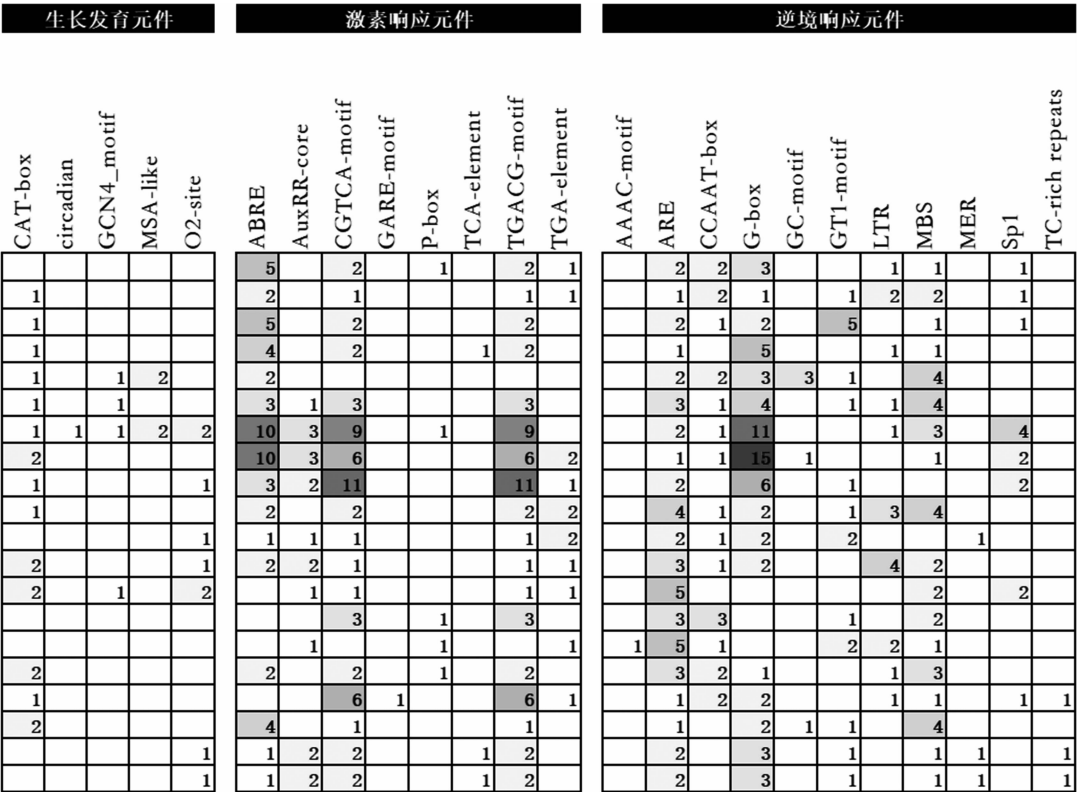 生长发育元件 激素响应元件 逆境响应元件
CAT-box circadian GCN4_motif MSA-like O2-site ABRE AuxRR-core CGTCA-motif GARE-motif P-box TCA-element TGACG-motif TGA-element AAAC-motif ARE CCAAT-box G-box GC-motif GT1-motif LTR MBS MER Sp1 TC-rich repeats
5 2 1 2 1 2 2 3 1 1 1
1 2 1 1 1 1 2 1 1 2 2 1
1 5 2 2 2 1 2 5 1 1
1 4 2 1 2 1 5 1 1
1 1 2 2 2 2 3 3 1 4
1 1 3 1 3 3 3 1 4 1 1 4
1 1 1 2 2 10 3 9 1 9 2 1 11 1 3 4
2 10 3 6 6 2 1 1 15 1 1 2
1 1 3 2 11 11 1 2 6 1 2
1 2 2 2 2 4 1 2 1 3 4
1 1 1 1 1 2 2 1 2 2 1
2 1 2 2 1 1 1 3 1 2 4 2
2 1 2 1 1 1 1 5 2 2
3 1 3 3 3 1 2
1 1 1 1 5 1 2 2 1
2 2 2 1 2 3 2 1 1 3
1 6 1 6 1 1 2 2 1 1 1 1
2 4 1 1 1 2 1 1 4
1 1 2 2 1 2 2 3 1 1 1 1
1 1 2 2 1 2 2 3 1 1 1 1